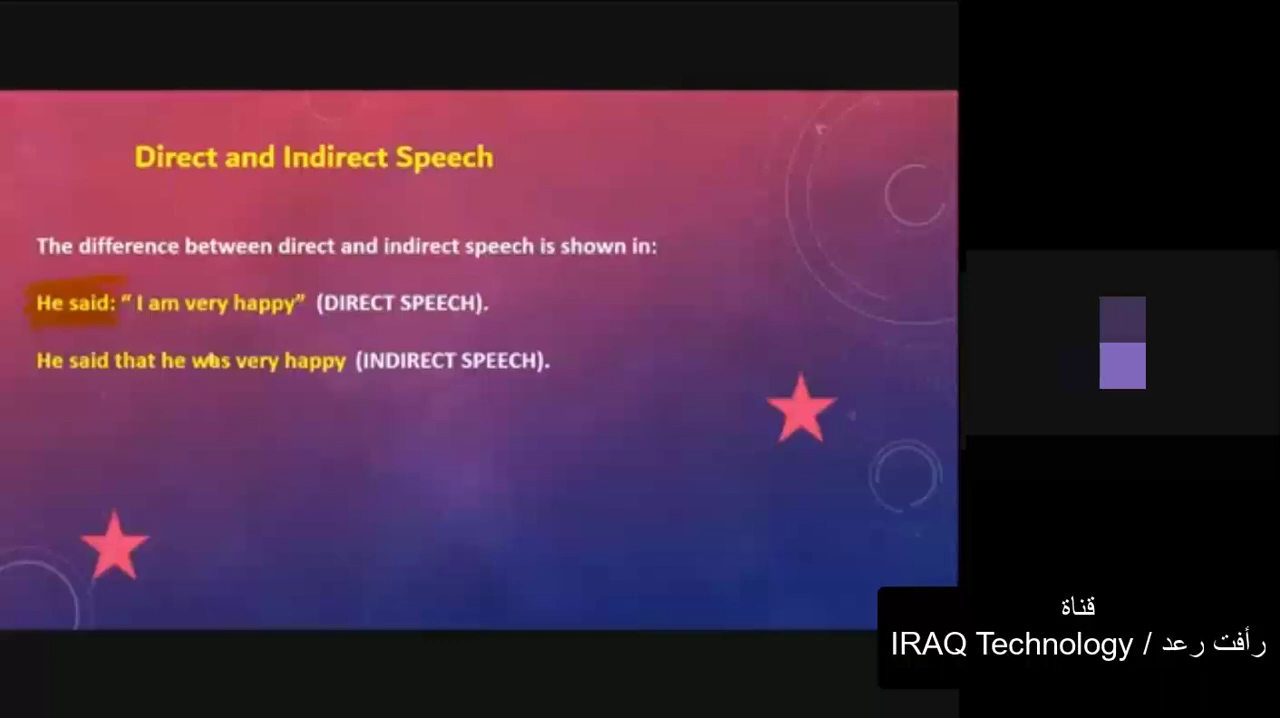 Direct and Indirect Speech
The difference between direct and indirect speech is shown in:
He said: “ I am very happy” (DIRECT SPEECH).
He said that he was very happy (INDIRECT SPEECH).
قناة
رأفت رعد / IRAQ Technology